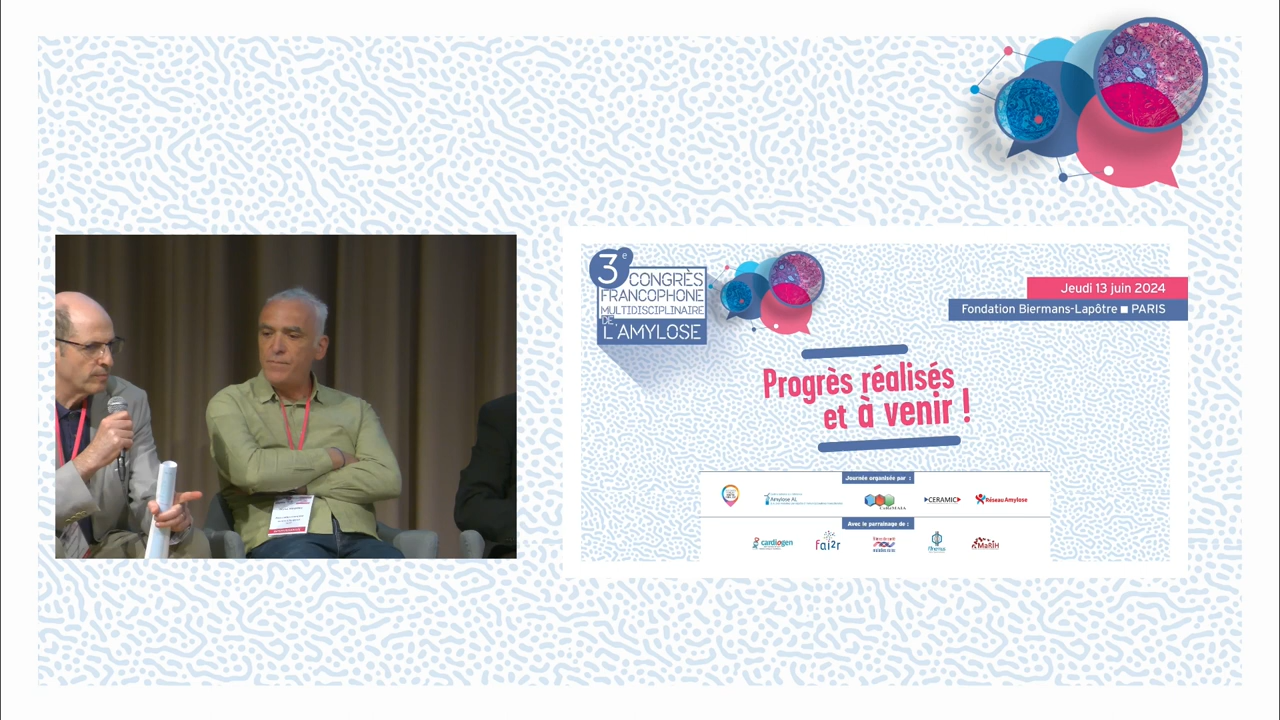 3e
CONGRÈS
FRANCOPHONE
MULTIDISCIPLINAIRE
DE
L'AMYLOSE
Jeudi 13 juin 2024
Fondation Biermans-Lapôtre ■ PARIS
Progrès réalisés
et à venir !
Journée organisée par :
Amylose AL
CERAMIC
Réseau Amylose
Avec le parrainage de :
cardiogen
fai2r
filnemus
MaRIH